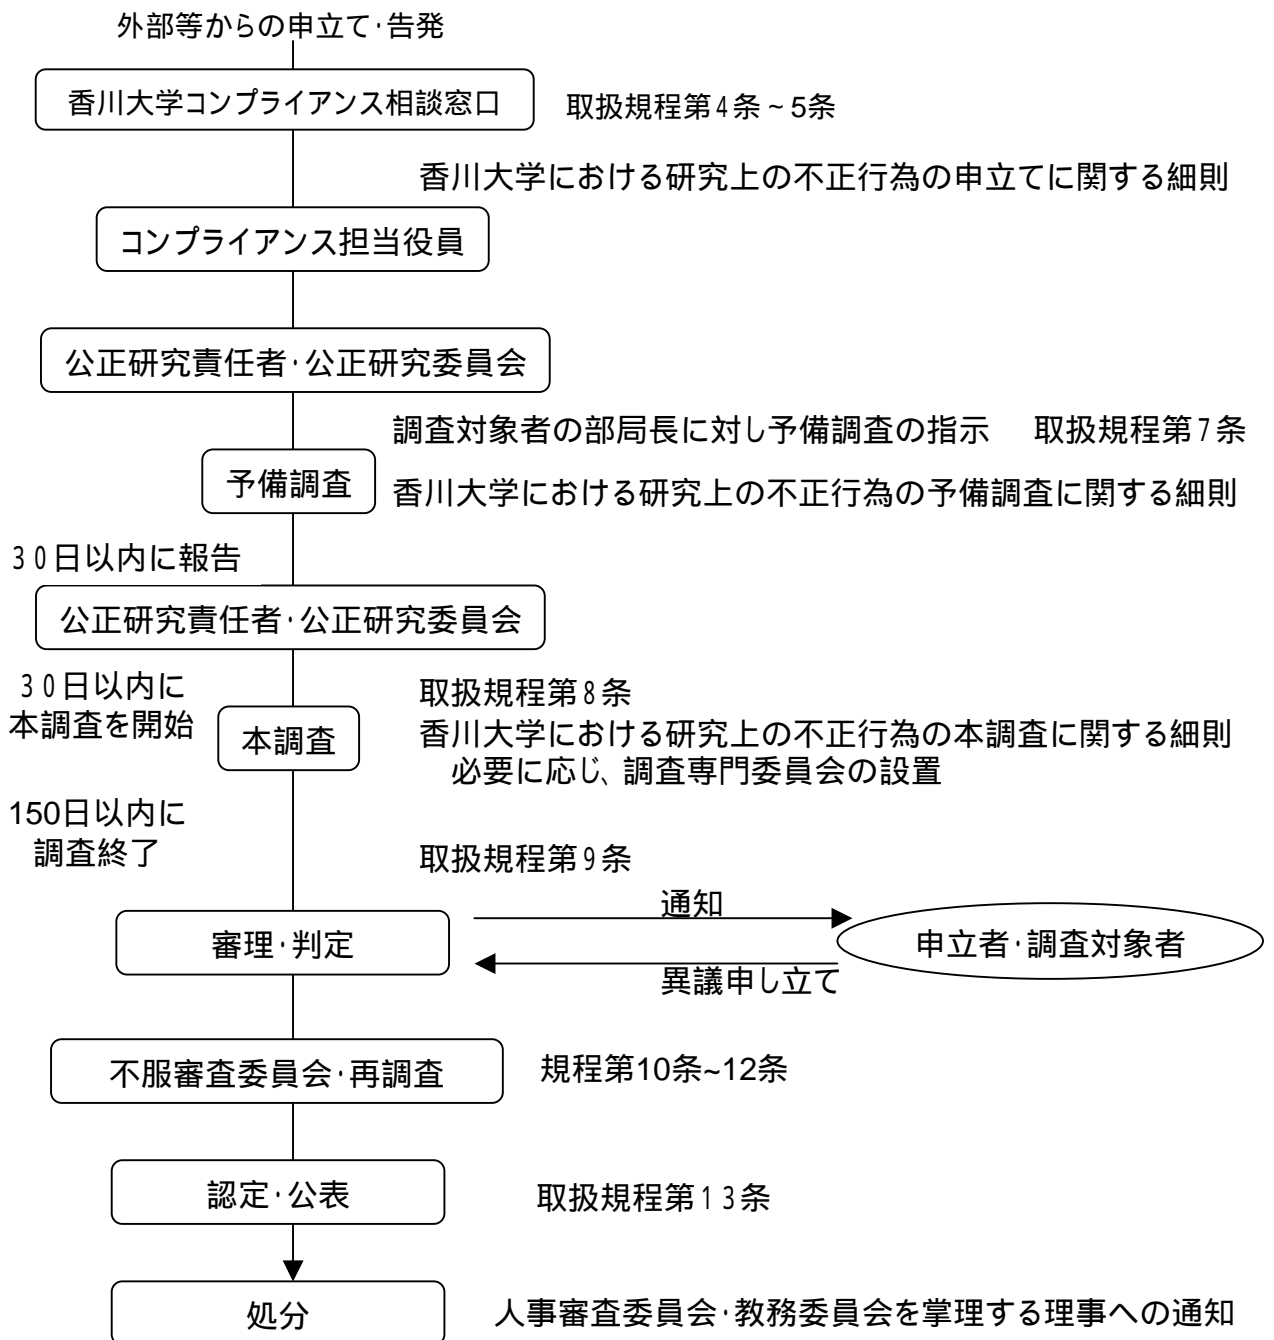 外部等からの申立て･告発
香川大学コンプライアンス相談窓口
取扱規程第４条～5条
香川大学における研究上の不正行為の申立てに関する細則
コンプライアンス担当役員
公正研究責任者･公正研究委員会
調査対象者の部局長に対し予備調査の指示　取扱規程第７条
予備調査
香川大学における研究上の不正行為の予備調査に関する細則
３０日以内に報告
公正研究責任者･公正研究委員会
３０日以内に
本調査を開始
取扱規程第８条
本調査
香川大学における研究上の不正行為の本調査に関する細則
必要に応じ、調査専門委員会の設置
150日以内に
調査終了
取扱規程第９条
通知
審理･判定
申立者･調査対象者
異議申し立て
不服審査委員会･再調査
規程第10条~12条
認定･公表
取扱規程第１３条
処分
人事審査委員会･教務委員会を掌理する理事への通知